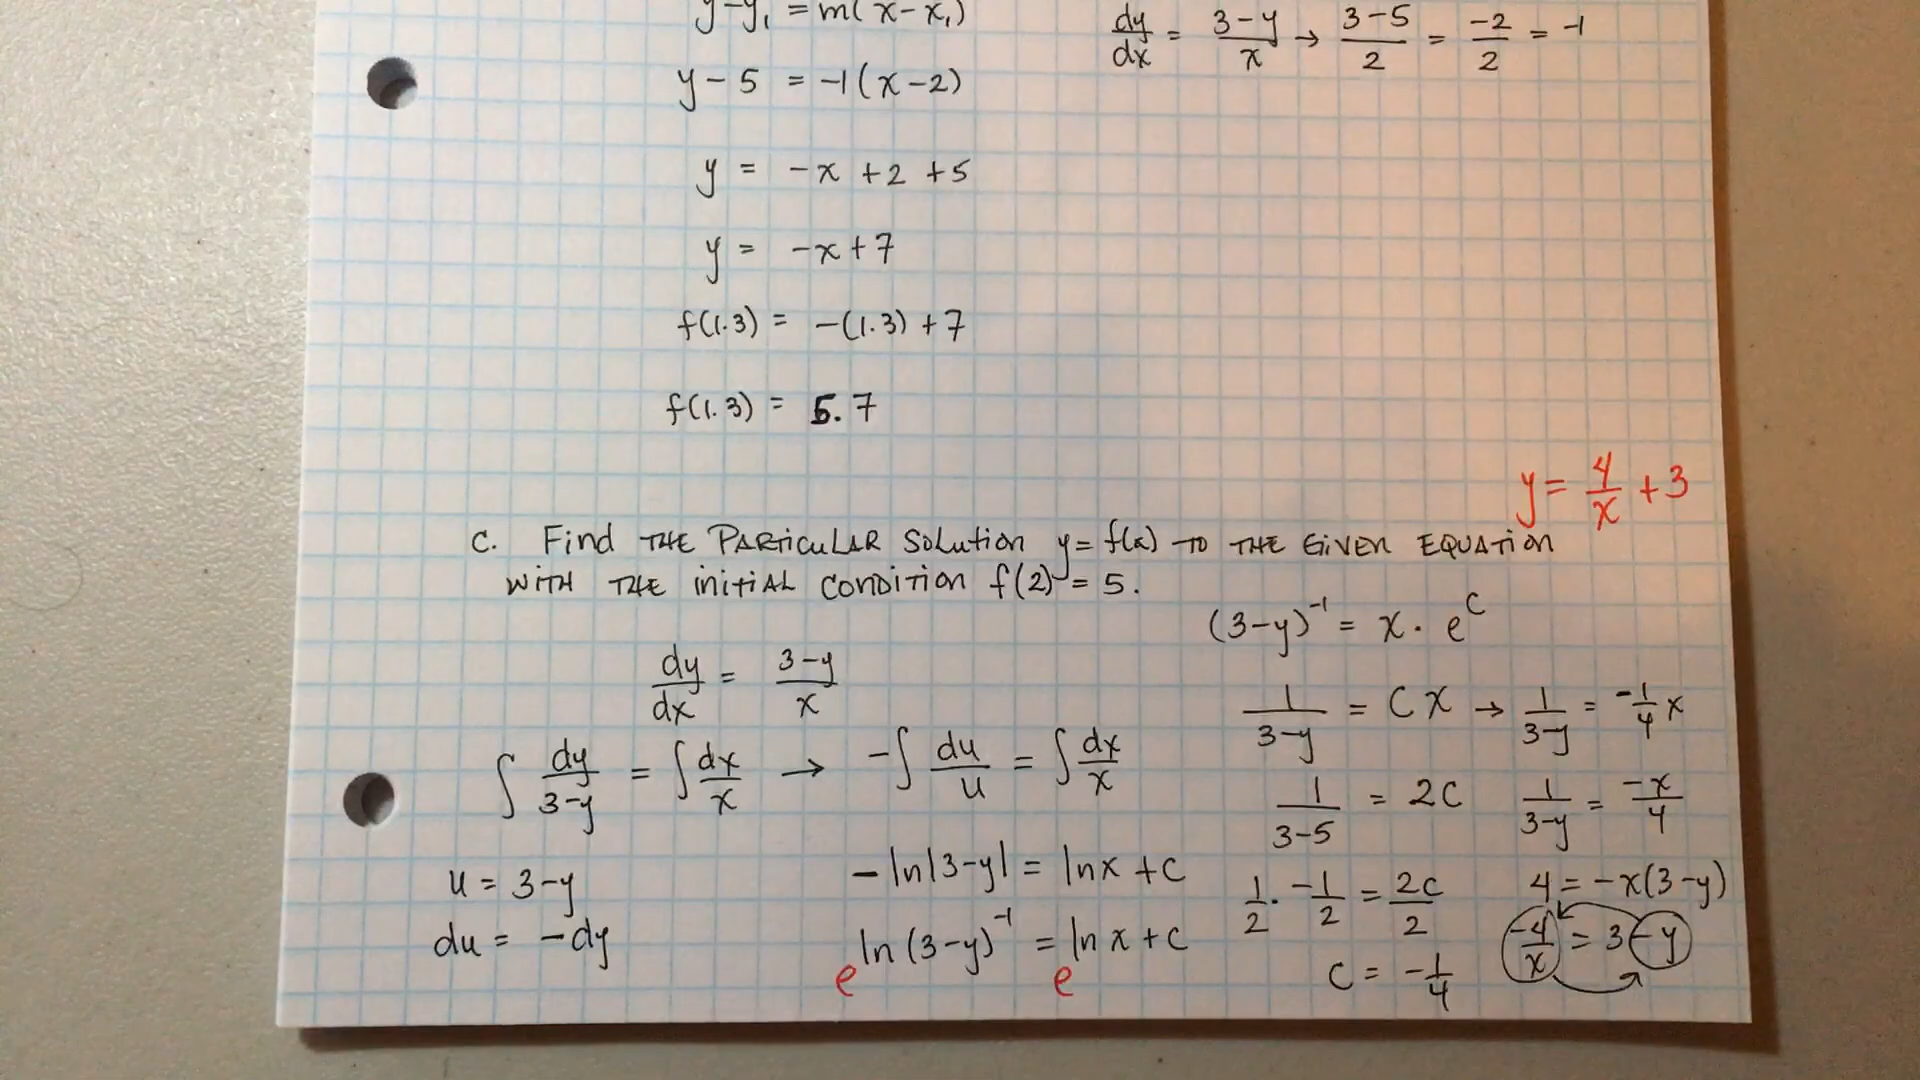 y-y₁ = m(x-x₁)
dy/dx = 3-y/x → 3-5/2 = -2/2 = -1
y-5 = -1(x-2)
y = -x+2+5
y = -x+7
f(1.3) = -(1.3)+7
f(1.3) = 5.7
y = 4/x +3
C. Find THE PARTICULAR Solution y=f(x) TO THE GIVEN EQUATION
WITH THE initiAL CONDITION f(2)=5.
dy/dx = 3-y/x
∫ dy/3-y = ∫ dx/x → -∫ du/u = ∫ dx/x
u = 3-y
du = -dy
-ln|3-y| = lnx+c
e^ln(3-y)⁻¹ = e^lnx+c
(3-y)⁻¹ = x · e^c
1/3-y = Cx → 1/3-y = -1/4 x
1/3-5 = 2C
1/3-y = -x/4
1/2 · -1/2 = 2C/2
C = -1/4
4 = -x(3-y)
-4/x = 3-y